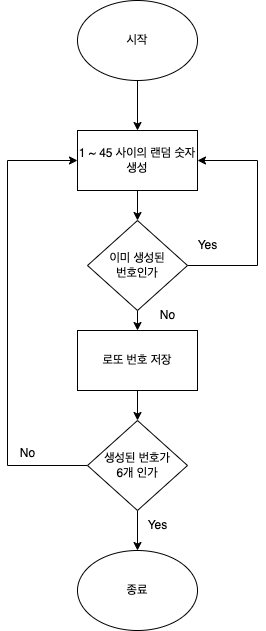 시작
1 ~ 45 사이의 랜덤 숫자
생성
이미 생성된
번호인가
Yes
No
로또 번호 저장
생성된 번호가
6개 인가
No
Yes
종료